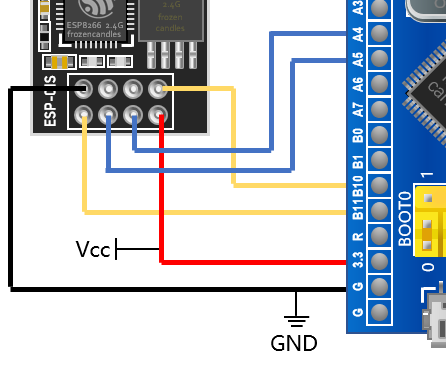 2.4G
frozen
candles
ESP8266 2.4G
frozencandles
ESP-01S
A3
A4
A5
A6
A7
B0
B1
B10
B11
R
3.3
G
G
BOOT0
1
0
Vcc
GND